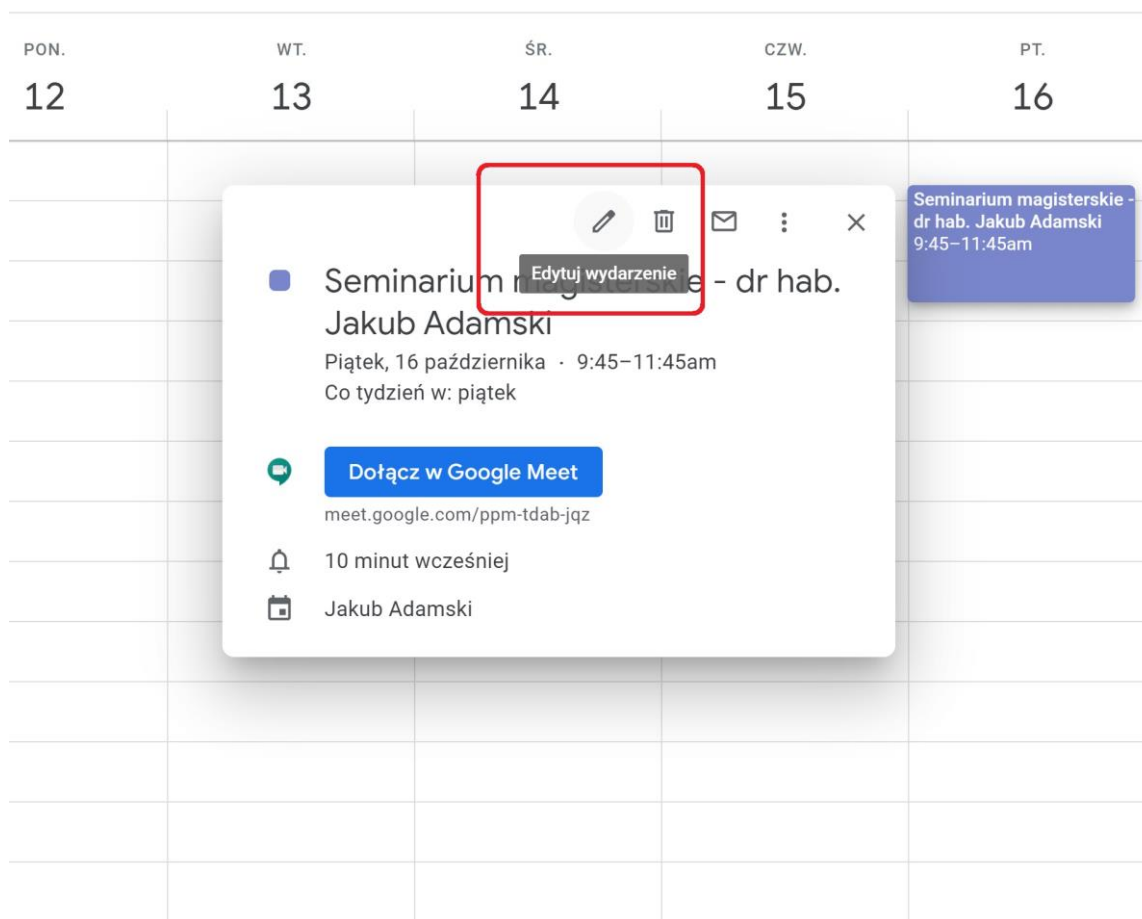 PON.
WT.
ŚR.
CZW.
PT.
12
13
14
15
16
Seminarium magisterskie -
dr hab. Jakub Adamski
9:45–11:45am
Edytuj wydarzenie
Seminarium magisterskie - dr hab.
Jakub Adamski
Piątek, 16 października · 9:45–11:45am
Co tydzień w: piątek
Dołącz w Google Meet
meet.google.com/ppm-tdab-jqz
10 minut wcześniej
Jakub Adamski